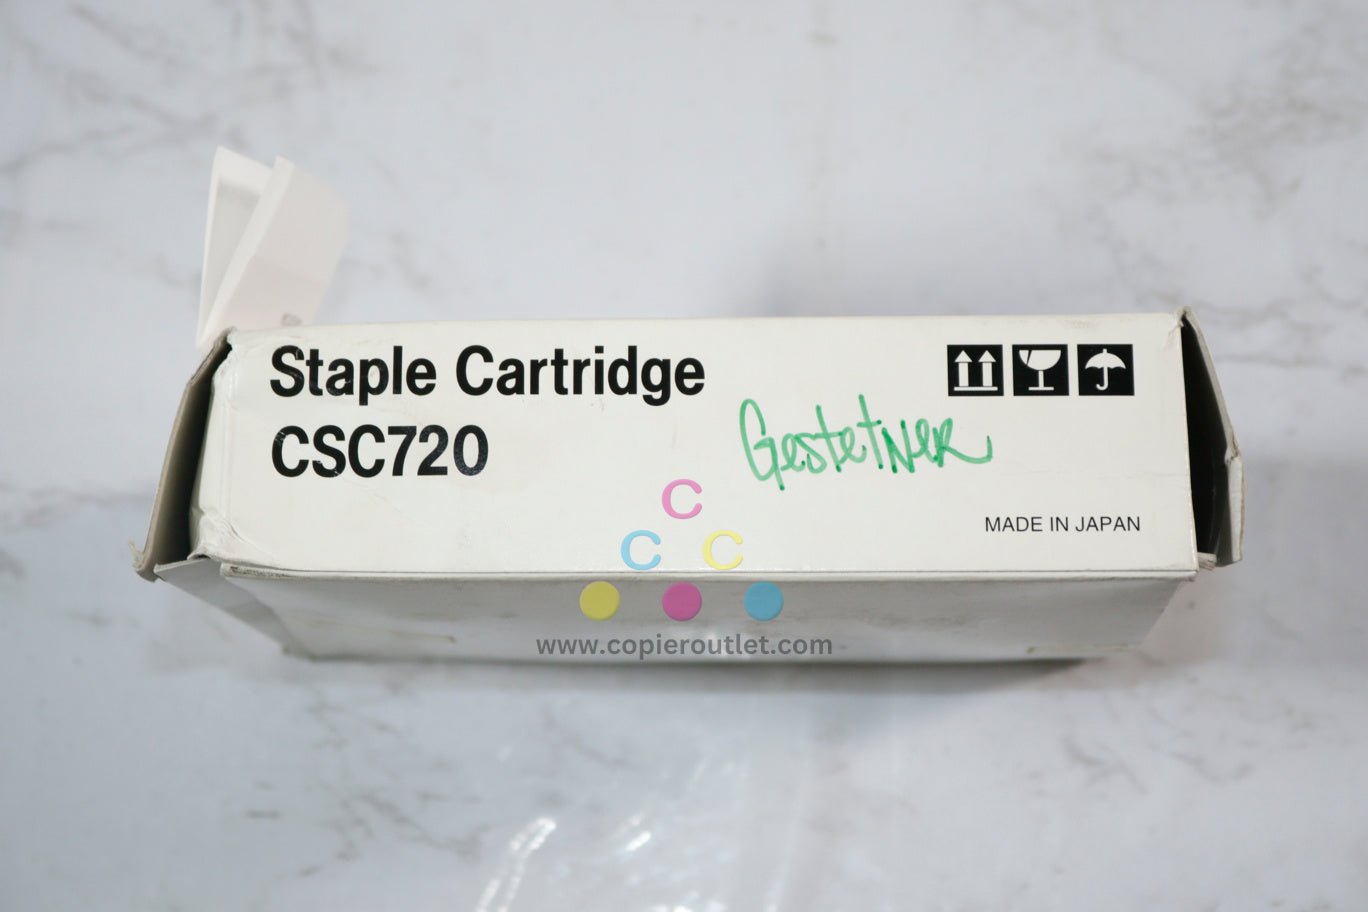 Staple Cartridge
CSC720
Gestetner
MADE IN JAPAN
C
C C
www.copieroutlet.com